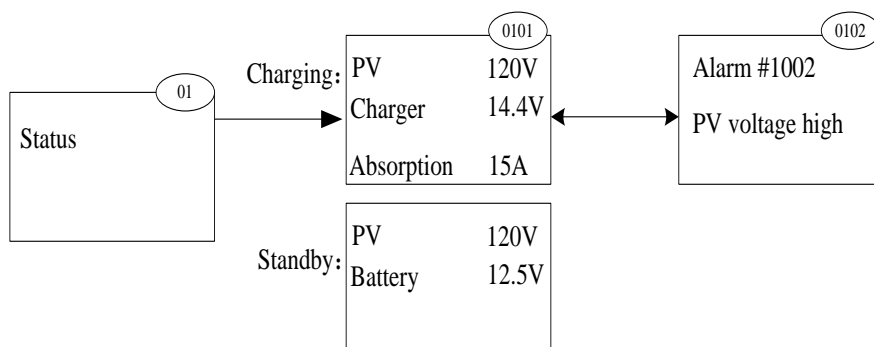 01
Status
Charging：
0101
PV 120V
Charger 14.4V
Absorption 15A
Standby：
PV 120V
Battery 12.5V
0102
Alarm #1002
PV voltage high